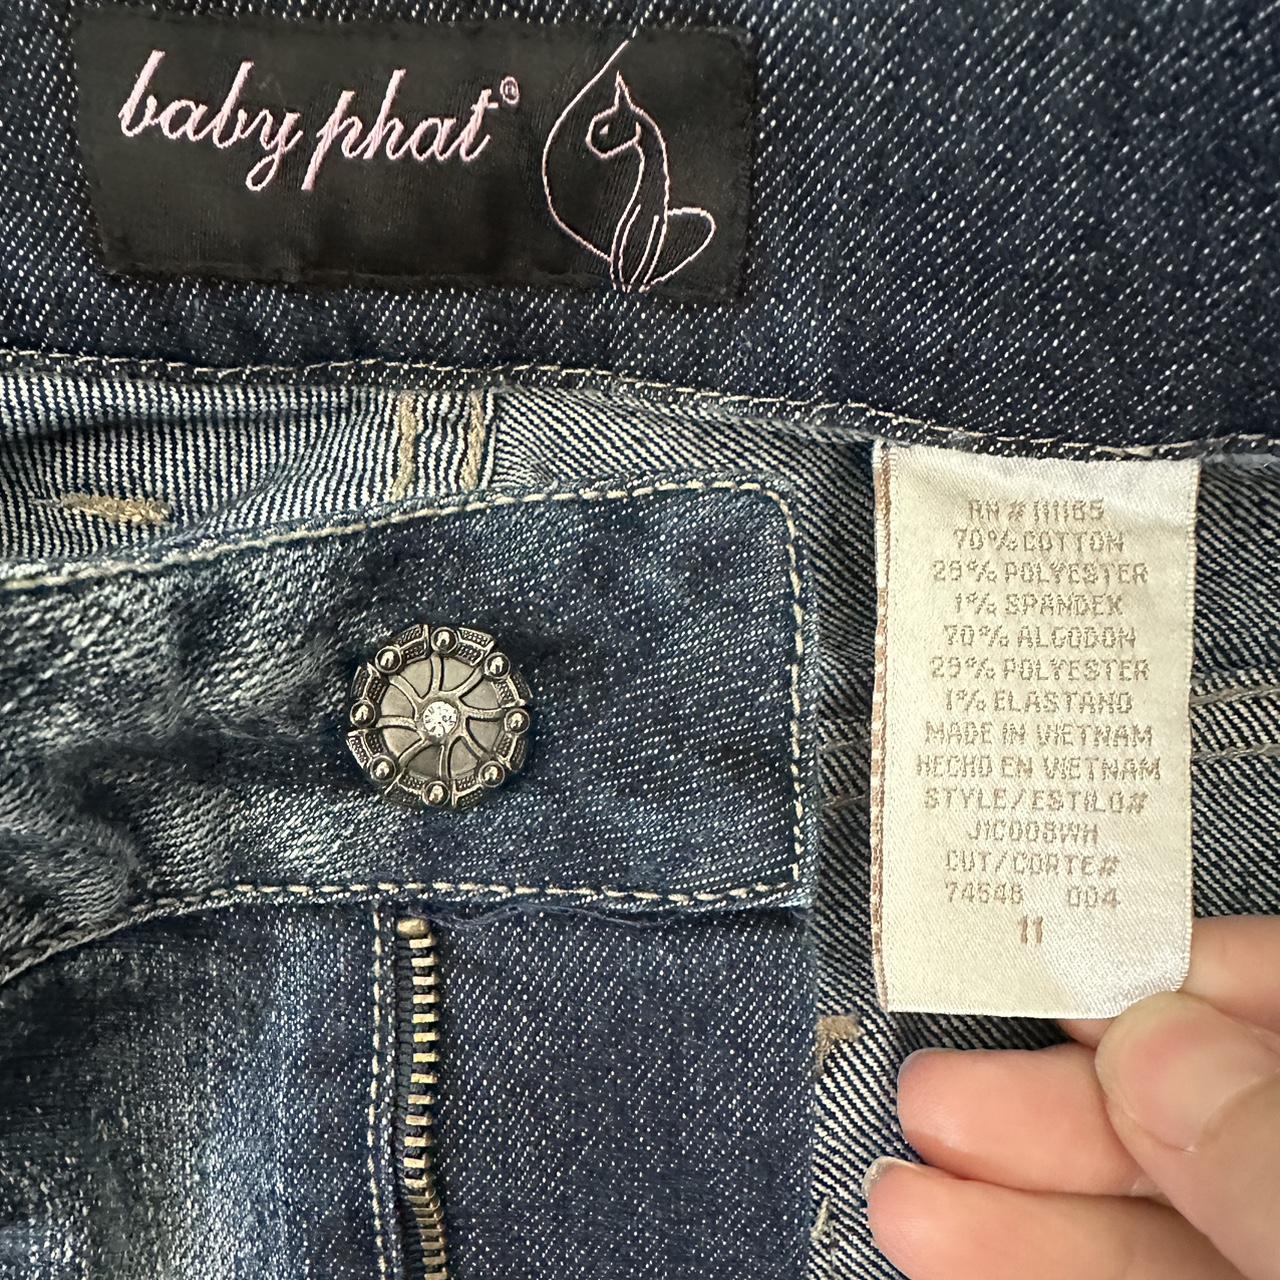 baby phat®
RN # 111165
70% COTTON
29% POLYESTER
1% SPANDEX
70% ALGODON
29% POLYESTER
1% ELASTANO
MADE IN VIETNAM
HECHO EN VIETNAM
STYLE/ESTILO#
J1C008WH
CUT/CORTE#
74546 004
11